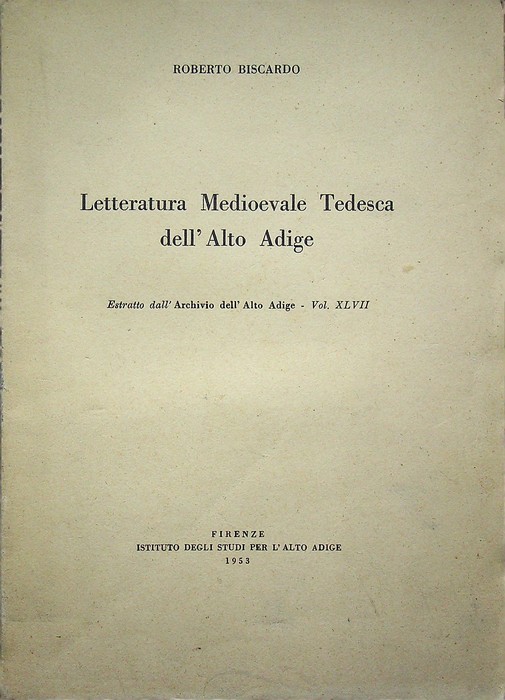 ROBERTO BISCARDO
Letteratura Medioevale Tedesca
dell' Alto Adige
Estratto dall' Archivio dell' Alto Adige - Vol. XLVII
FIRENZE
ISTITUTO DEGLI STUDI PER L' ALTO ADIGE
1953